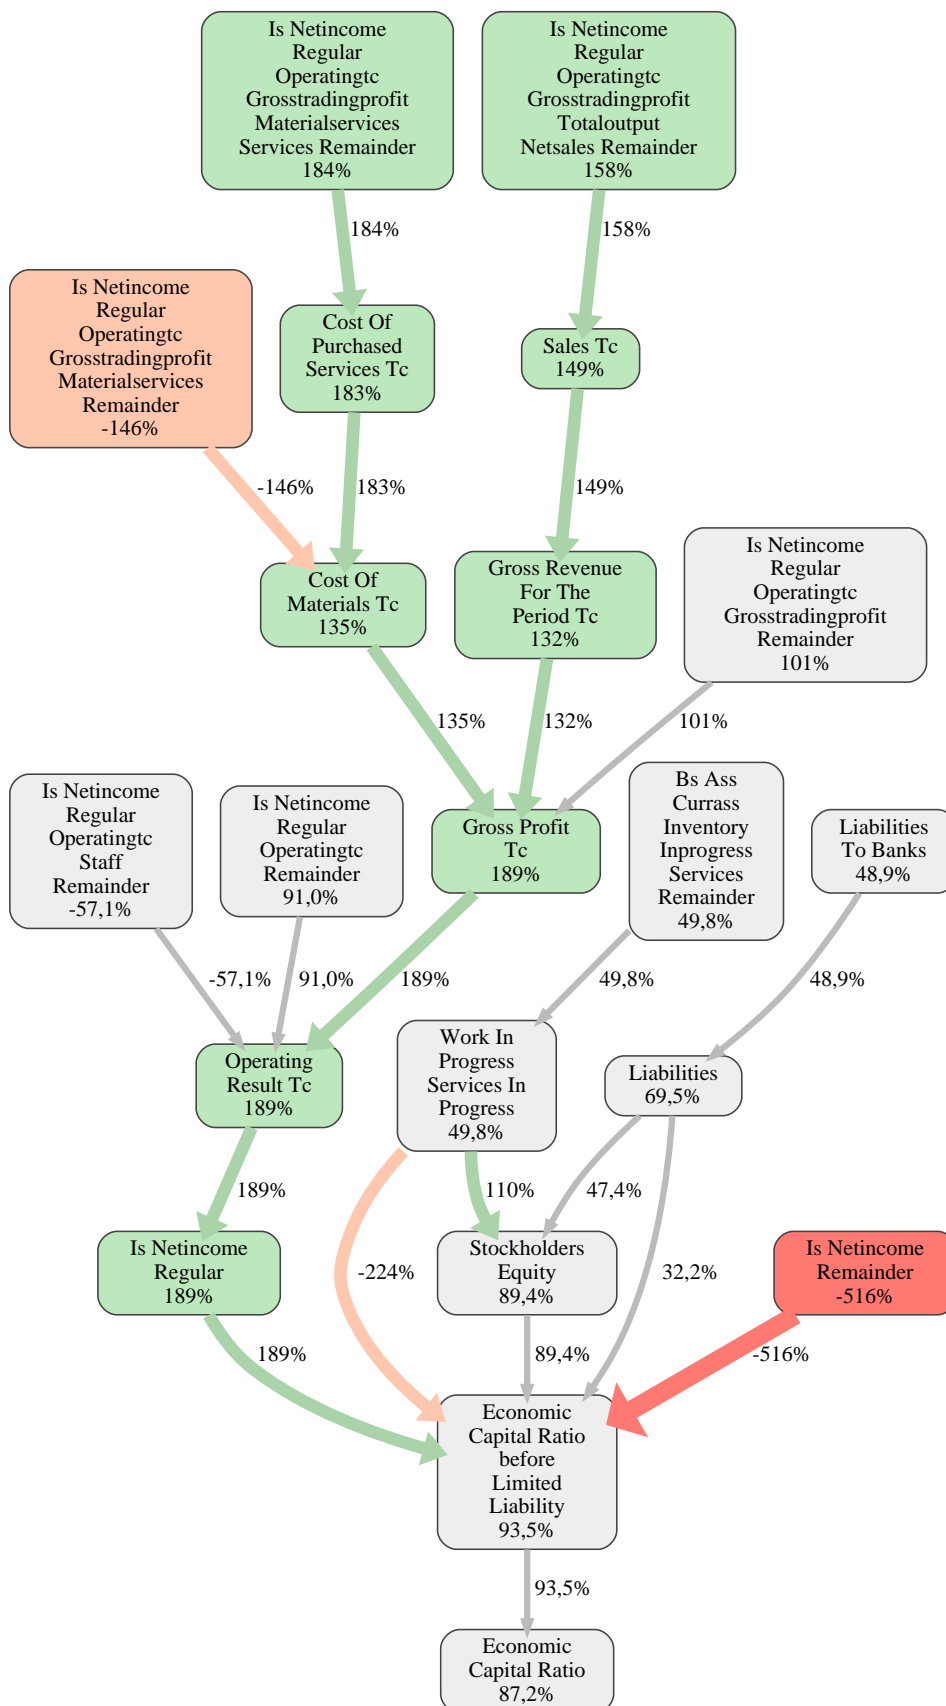 Is Netincome
Regular
Operatingtc
Grosstradingprofit
Materialservices
Services Remainder
184%
Is Netincome
Regular
Operatingtc
Grosstradingprofit
Totaloutput
Netsales Remainder
158%
184%
158%
Is Netincome
Regular
Operatingtc
Grosstradingprofit
Materialservices
Remainder
-146%
Cost Of
Purchased
Services Tc
183%
Sales Tc
149%
-146%
183%
149%
Cost Of
Materials Tc
135%
Gross Revenue
For The
Period Tc
132%
Is Netincome
Regular
Operatingtc
Grosstradingprofit
Remainder
101%
135%
132%
101%
Is Netincome
Regular
Operatingtc
Staff
Remainder
-57,1%
Is Netincome
Regular
Operatingtc
Remainder
91,0%
Gross Profit
Tc
189%
Bs Ass
Currass
Inventory
Inprogress
Services
Remainder
49,8%
Liabilities
To Banks
48,9%
-57,1%
91,0%
189%
49,8%
48,9%
Operating
Result Tc
189%
Work In
Progress
Services In
Progress
49,8%
Liabilities
69,5%
189%
110%
47,4%
Is Netincome
Regular
189%
-224%
Stockholders
Equity
89,4%
32,2%
Is Netincome
Remainder
-516%
189%
89,4%
-516%
Economic
Capital Ratio
before
Limited
Liability
93,5%
93,5%
Economic
Capital Ratio
87,2%